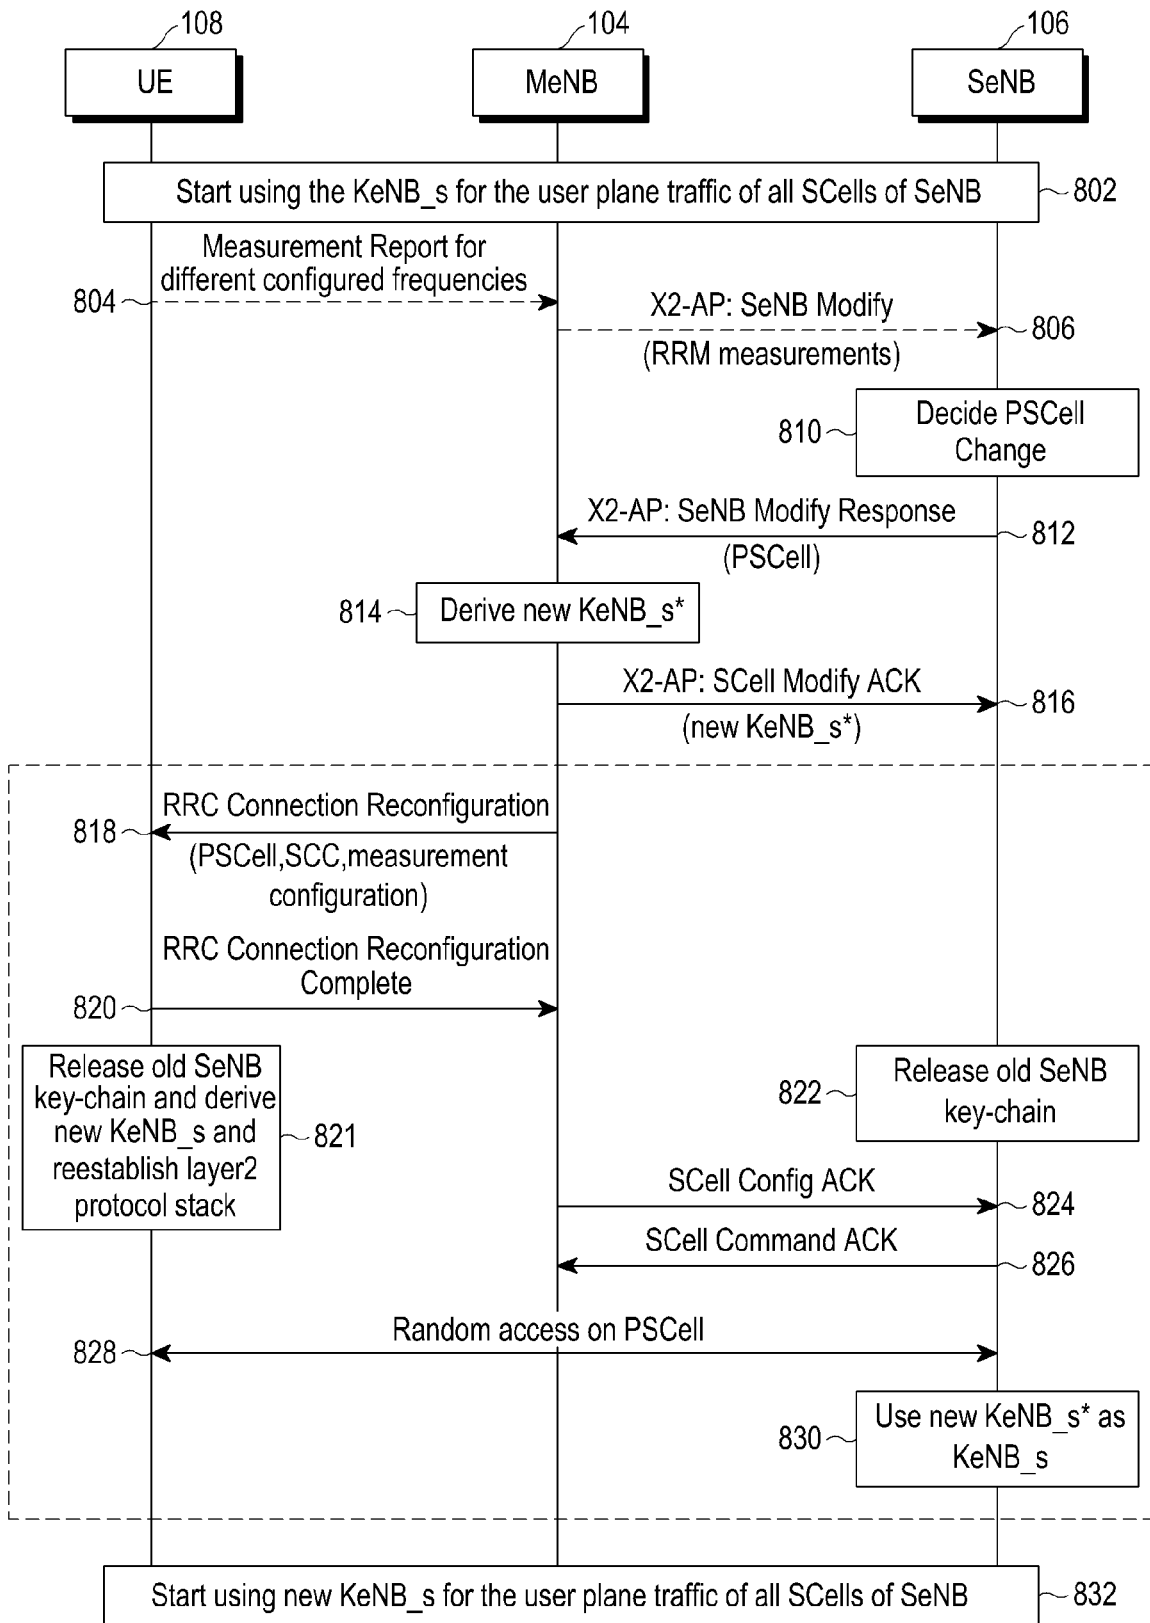 108
104
106
UE
MeNB
SeNB
Start using the KeNB_s for the user plane traffic of all SCells of SeNB
802
Measurement Report for
different configured frequencies
804
X2-AP: SeNB Modify
806
(RRM measurements)
Decide PSCell
Change
810
X2-AP: SeNB Modify Response
812
(PSCell)
814
Derive new KeNB_s*
X2-AP: SCell Modify ACK
816
(new KeNB_s*)
RRC Connection Reconfiguration
818
(PSCell,SCC,measurement
configuration)
RRC Connection Reconfiguration
Complete
820
Release old SeNB
key-chain and derive
new KeNB_s and
reestablish layer2
protocol stack
821
822
Release old SeNB
key-chain
SCell Config ACK
824
SCell Command ACK
826
Random access on PSCell
828
830
Use new KeNB_s* as
KeNB_s
Start using new KeNB_s for the user plane traffic of all SCells of SeNB
832